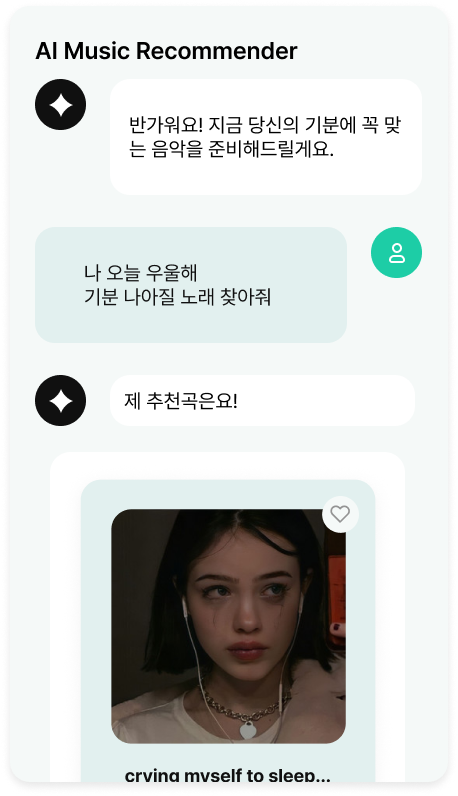 AI Music Recommender
반가워요! 지금 당신의 기분에 꼭 맞
는 음악을 준비해드릴게요.
나 오늘 우울해
기분 나아질 노래 찾아줘
제 추천곡은요!
crying myself to sleep...